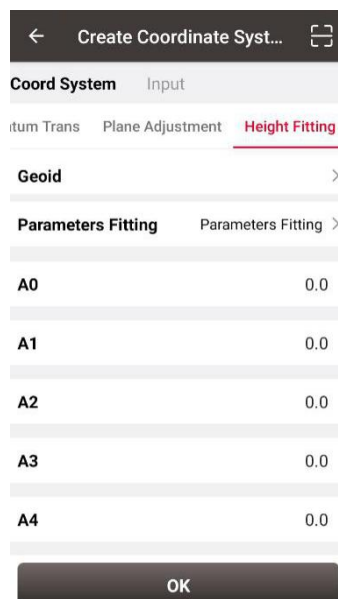 Create Coordinate Syst...
Coord System Input
tum Trans Plane Adjustment Height Fitting
Geoid
Parameters Fitting Parameters Fitting
A0 0.0
A1 0.0
A2 0.0
A3 0.0
A4 0.0
OK